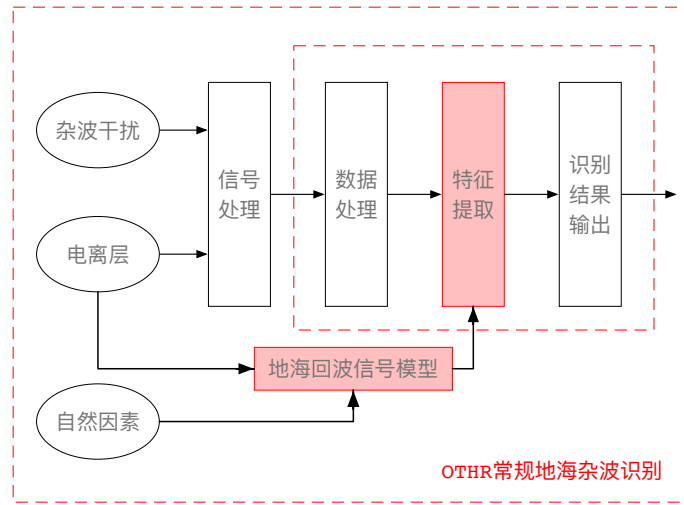 杂波干扰
信号
处理
数据
处理
特征
提取
识别
结果
输出
电离层
地海回波信号模型
自然因素
OTHR常规地海杂波识别